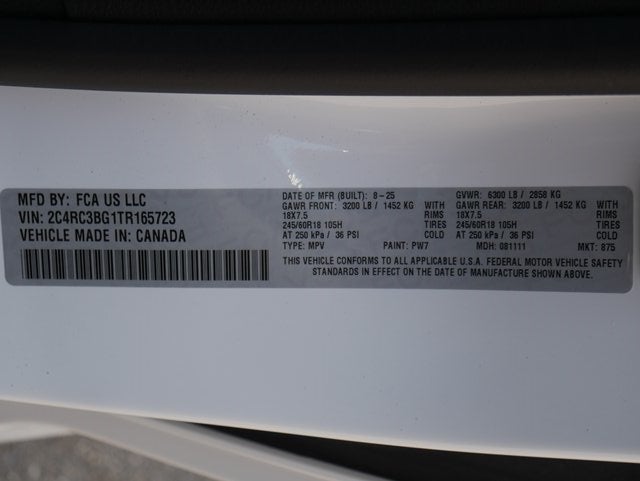 MFD BY: FCA US LLC
VIN: 2C4RC3BG1TR165723
VEHICLE MADE IN: CANADA
DATE OF MFR (BUILT): 8-25 GVWR: 6300 LB / 2858 KG
GAWR FRONT: 3200 LB / 1452 KG WITH GAWR REAR: 3200 LB / 1452 KG WITH
18X7.5 RIMS 18X7.5 RIMS
245/60R18 105H TIRES 245/60R18 105H TIRES
AT 250 kPa / 36 PSI COLD AT 250 kPa / 36 PSI COLD
TYPE: MPV PAINT: PW7 MDH: 081111 MKT: 875
THIS VEHICLE CONFORMS TO ALL APPLICABLE U.S.A. FEDERAL MOTOR VEHICLE SAFETY
STANDARDS IN EFFECT ON THE DATE OF MANUFACTURE SHOWN ABOVE.